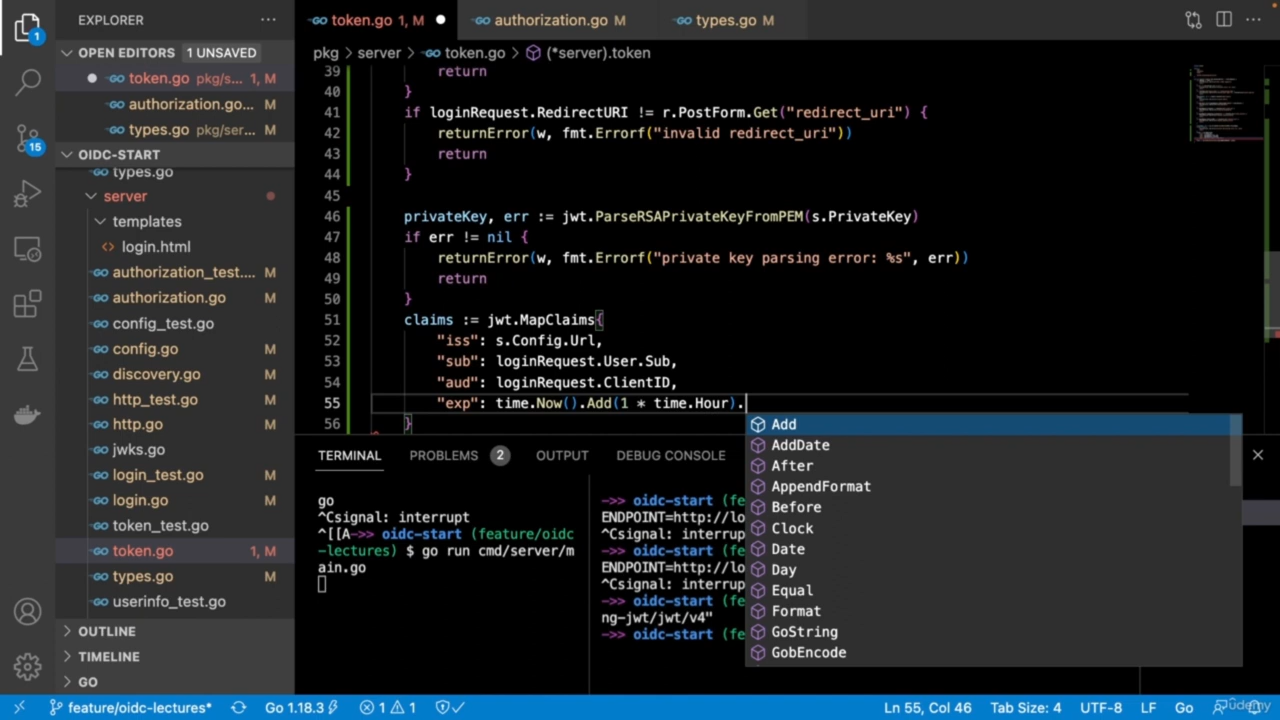 EXPLORER
OPEN EDITORS 1 UNSAVED
token.go pkg/s... 1, M
authorization.go... M
types.go pkg/ser... M
OIDC-START
types.go
server
templates
login.html
authorization_test.... M
authorization.go M
config_test.go
config.go M
discovery.go M
http_test.go M
http.go M
jwks.go
login_test.go M
login.go M
token_test.go
token.go 1, M
types.go M
userinfo_test.go
OUTLINE
TIMELINE
GO
1
15
token.go 1, M authorization.go M types.go M
pkg > server > token.go > (*server).token
39 return
40 }
41 if loginRequest.RedirectURI != r.PostForm.Get("redirect_uri") {
42 returnError(w, fmt.Errorf("invalid redirect_uri"))
43 return
44 }
45
46 privateKey, err := jwt.ParseRSAPrivateKeyFromPEM(s.PrivateKey)
47 if err != nil {
48 returnError(w, fmt.Errorf("private key parsing error: %s", err))
49 return
50 }
51 claims := jwt.MapClaims{
52 "iss": s.Config.Url,
53 "sub": loginRequest.User.Sub,
54 "aud": loginRequest.ClientID,
55 "exp": time.Now().Add(1 * time.Hour).
56 }
Add
AddDate
After
AppendFormat
Before
Clock
Date
Day
Equal
Format
GoString
GobEncode
TERMINAL PROBLEMS 2 OUTPUT DEBUG CONSOLE
go
^Csignal: interrupt
^[[A->> oidc-start (feature/oidc
-lectures) $ go run cmd/server/m
ain.go
->> oidc-start (fe
ENDPOINT=http://lo
^Csignal: interrup
->> oidc-start (fe
ENDPOINT=http://lo
^Csignal: interrup
->> oidc-start (fe
ng-jwt/jwt/v4"
->> oidc-start (fe
feature/oidc-lectures* Go 1.18.3 1 1 Ln 55, Col 46 Tab Size: 4 UTF-8 LF Go
ûdemy